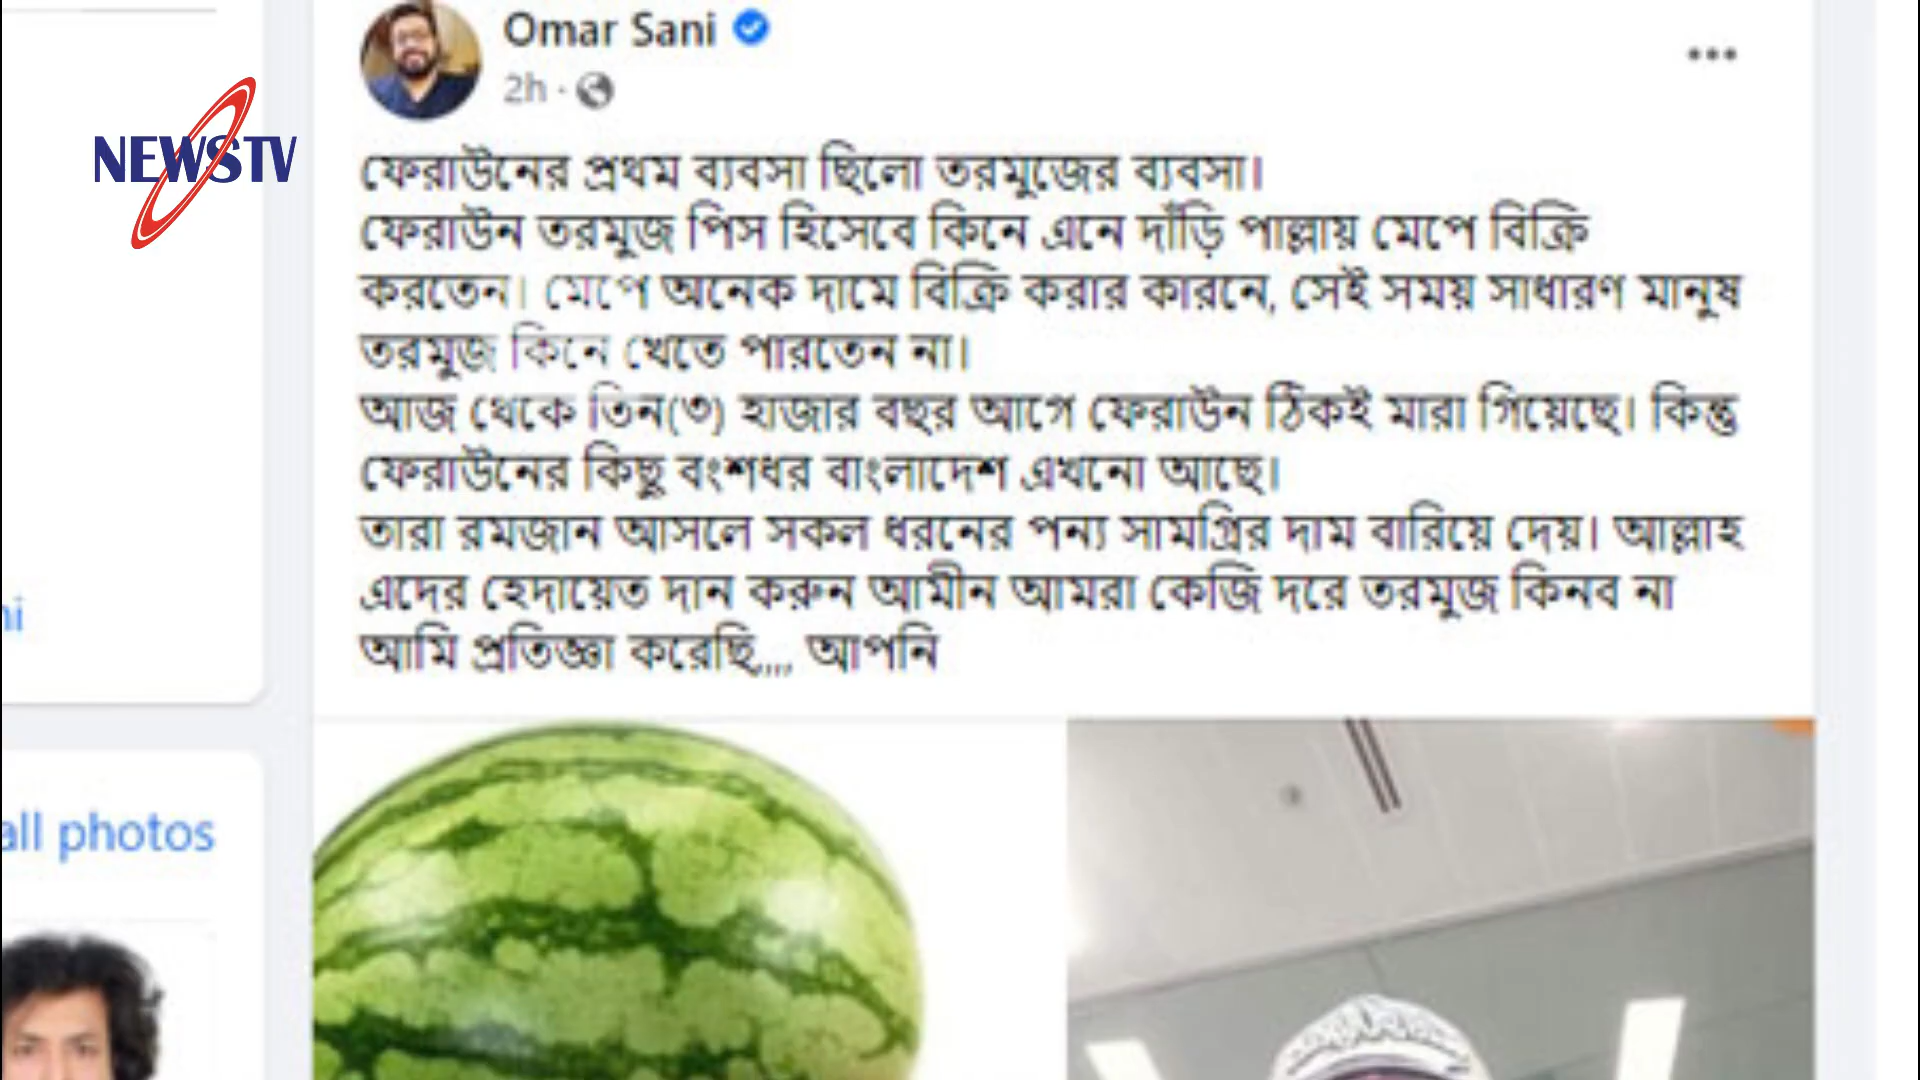 Omar Sani
2h
NEWSTV
ফেরাউনের প্রথম ব্যবসা ছিলো তরমুজের ব্যবসা।
ফেরাউন তরমুজ পিস হিসেবে কিনে এনে দাঁড়ি পাল্লায় মেপে বিক্রি
করতেন। মেপে অনেক দামে বিক্রি করার কারনে, সেই সময় সাধারণ মানুষ
তরমুজ কিনে খেতে পারতেন না।
আজ থেকে তিন(৩) হাজার বছর আগে ফেরাউন ঠিকই মারা গিয়েছে। কিন্তু
ফেরাউনের কিছু বংশধর বাংলাদেশ এখনো আছে।
তারা রমজান আসলে সকল ধরনের পন্য সামগ্রির দাম বারিয়ে দেয়। আল্লাহ
এদের হেদায়েত দান করুন আমীন আমরা কেজি দরে তরমুজ কিনব না
আমি প্রতিজ্ঞা করেছি,,,, আপনি
all photos